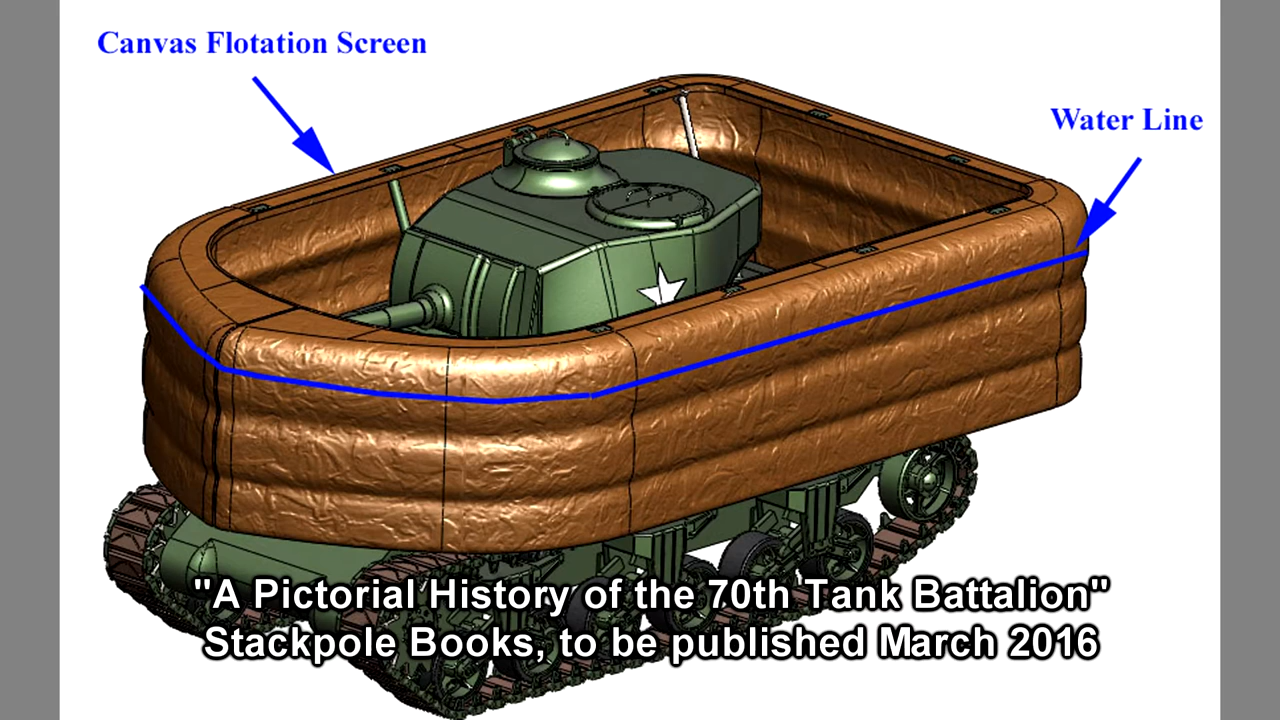 Canvas Flotation Screen
Water Line
"A Pictorial History of the 70th Tank Battalion"
Stackpole Books, to be published March 2016